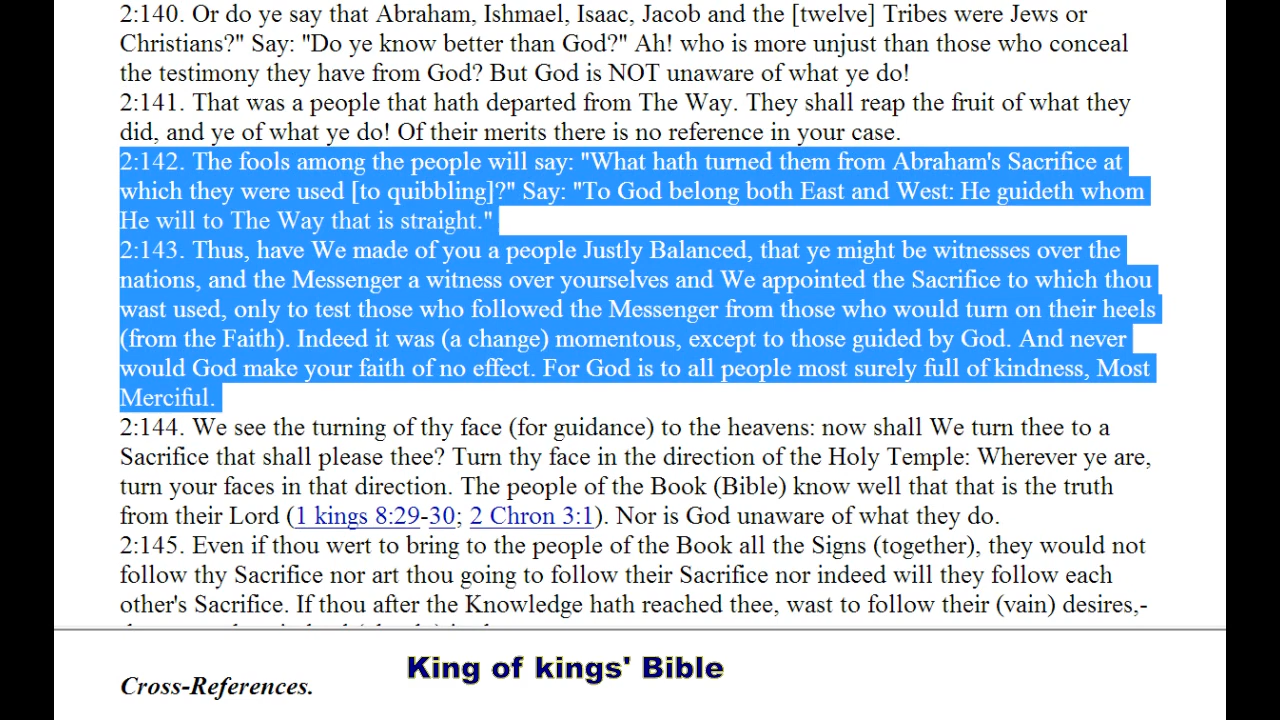 2:140. Or do ye say that Abraham, Ishmael, Isaac, Jacob and the [twelve] Tribes were Jews or
Christians?" Say: "Do ye know better than God?" Ah! who is more unjust than those who conceal
the testimony they have from God? But God is NOT unaware of what ye do!
2:141. That was a people that hath departed from The Way. They shall reap the fruit of what they
did, and ye of what ye do! Of their merits there is no reference in your case.
2:142. The fools among the people will say: "What hath turned them from Abraham's Sacrifice at
which they were used [to quibbling]?" Say: "To God belong both East and West: He guideth whom
He will to The Way that is straight."
2:143. Thus, have We made of you a people Justly Balanced, that ye might be witnesses over the
nations, and the Messenger a witness over yourselves and We appointed the Sacrifice to which thou
wast used, only to test those who followed the Messenger from those who would turn on their heels
(from the Faith). Indeed it was (a change) momentous, except to those guided by God. And never
would God make your faith of no effect. For God is to all people most surely full of kindness, Most
Merciful.
2:144. We see the turning of thy face (for guidance) to the heavens: now shall We turn thee to a
Sacrifice that shall please thee? Turn thy face in the direction of the Holy Temple: Wherever ye are,
turn your faces in that direction. The people of the Book (Bible) know well that that is the truth
from their Lord (1 kings 8:29-30; 2 Chron 3:1). Nor is God unaware of what they do.
2:145. Even if thou wert to bring to the people of the Book all the Signs (together), they would not
follow thy Sacrifice nor art thou going to follow their Sacrifice nor indeed will they follow each
other's Sacrifice. If thou after the Knowledge hath reached thee, wast to follow their (vain) desires,-
King of kings' Bible
Cross-References.